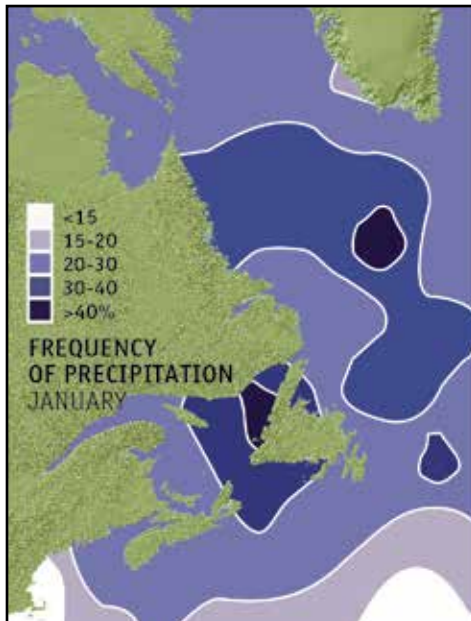 <15
15-20
20-30
30-40
>40%
FREQUENCY
OF PRECIPITATION
JANUARY